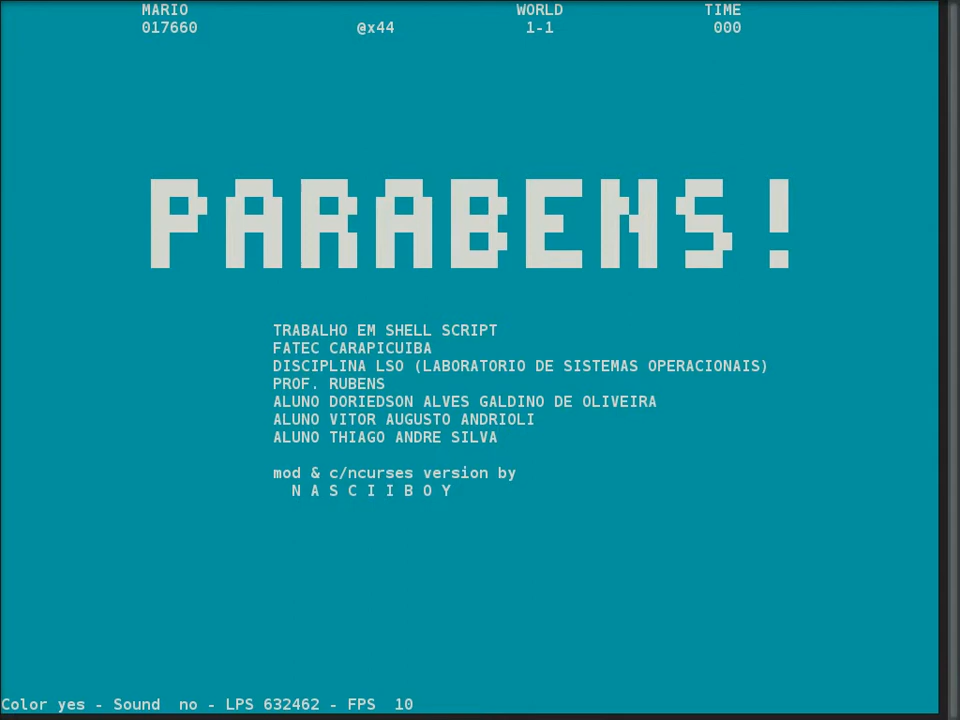 MARIO WORLD TIME
017660 @x44 1-1 000
PARABENS!
TRABALHO EM SHELL SCRIPT
FATEC CARAPICUIBA
DISCIPLINA LSO (LABORATORIO DE SISTEMAS OPERACIONAIS)
PROF. RUBENS
ALUNO DORIEDSON ALVES GALDINO DE OLIVEIRA
ALUNO VITOR AUGUSTO ANDRIOLI
ALUNO THIAGO ANDRE SILVA
mod & c/ncurses version by
N A S C I I B O Y
Color yes - Sound no - LPS 632462 - FPS 10